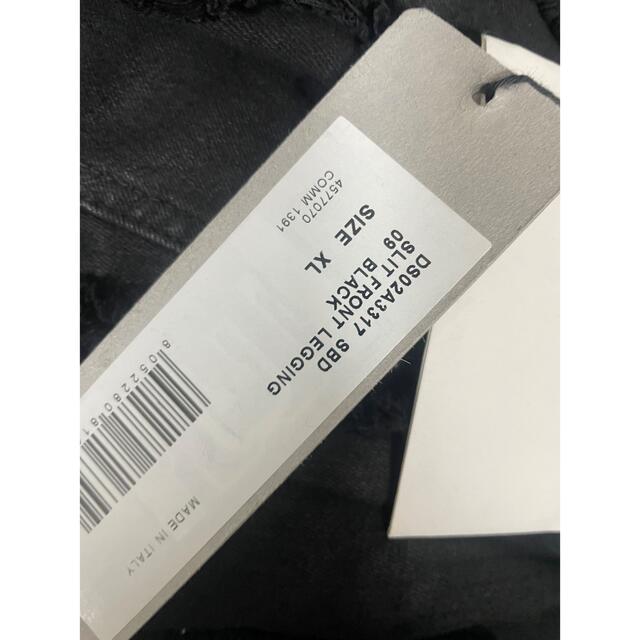 DS02A3317 SBD
SLIT FRONT LEGGING
09 BLACK
SIZE XL
4577070
COMM 1391
MADE IN ITALY